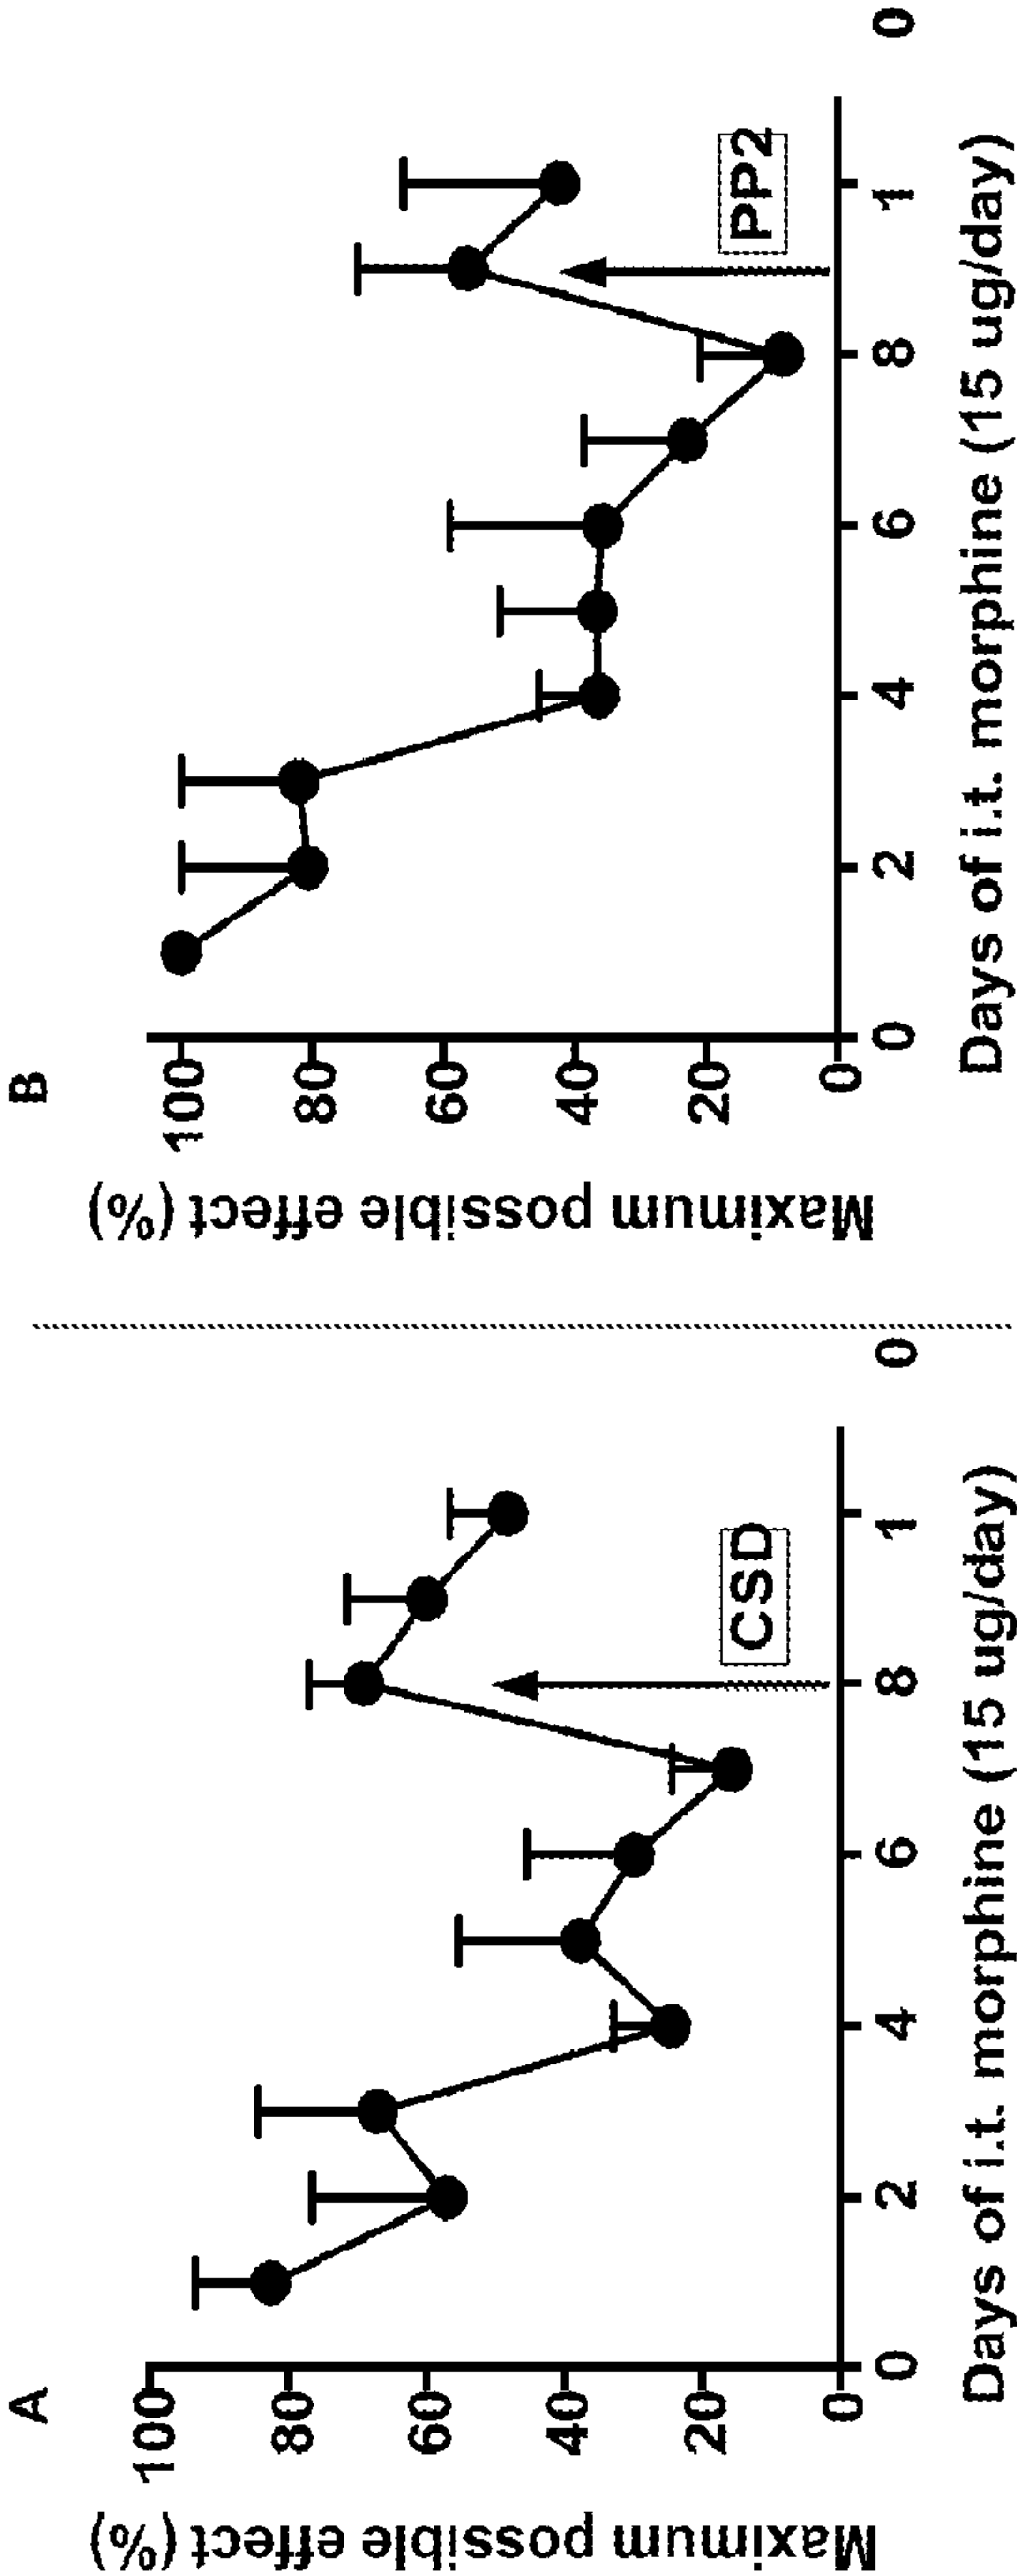 A
Maximum possible effect (%)
100
80
60
40
20
0
CSD
0 2 4 6 8 1 0
Days of i.t. morphine (15 ug/day)
B
Maximum possible effect (%)
100
80
60
40
20
0
PP2
0 2 4 6 8 1 0
Days of i.t. morphine (15 ug/day)